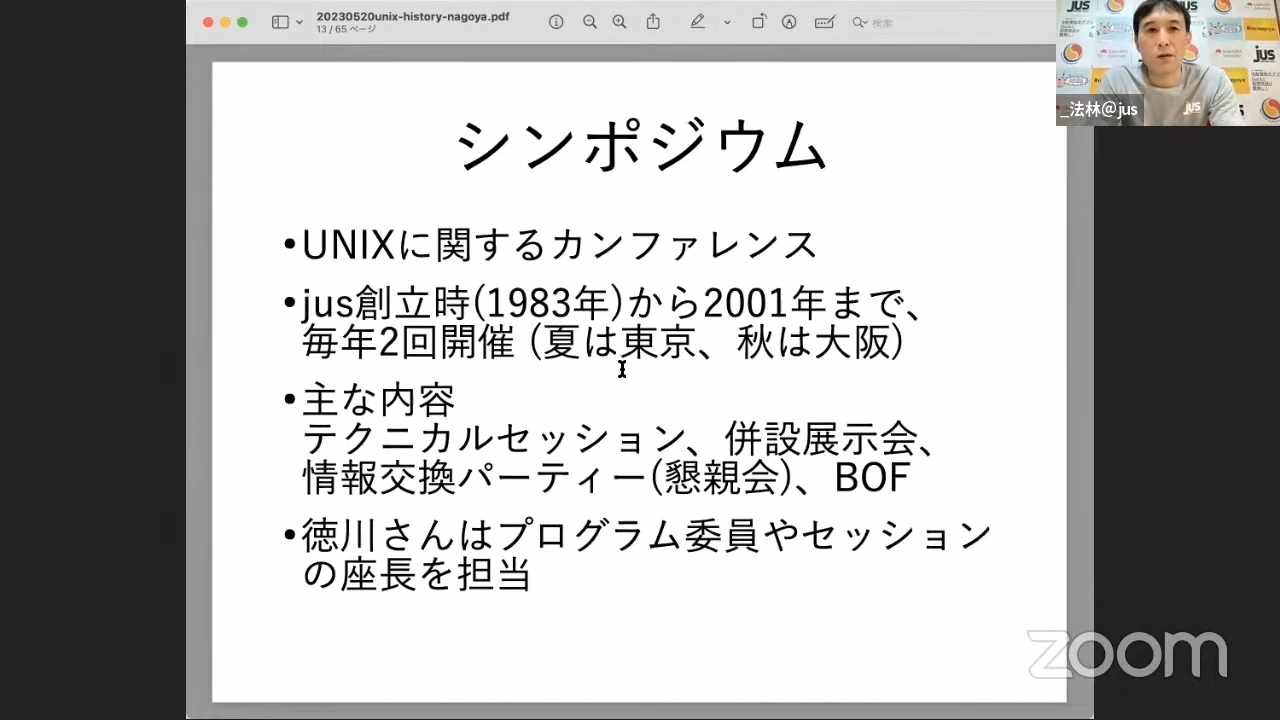 20230520unix-history-nagoya.pdf
13 / 65 ページ
検索
_法林@jus
シンポジウム
•UNIXに関するカンファレンス
•jus創立時(1983年)から2001年まで、
毎年2回開催 (夏は東京、秋は大阪)
•主な内容
テクニカルセッション、併設展示会、
情報交換パーティー(懇親会)、BOF
•徳川さんはプログラム委員やセッション
の座長を担当
zoom